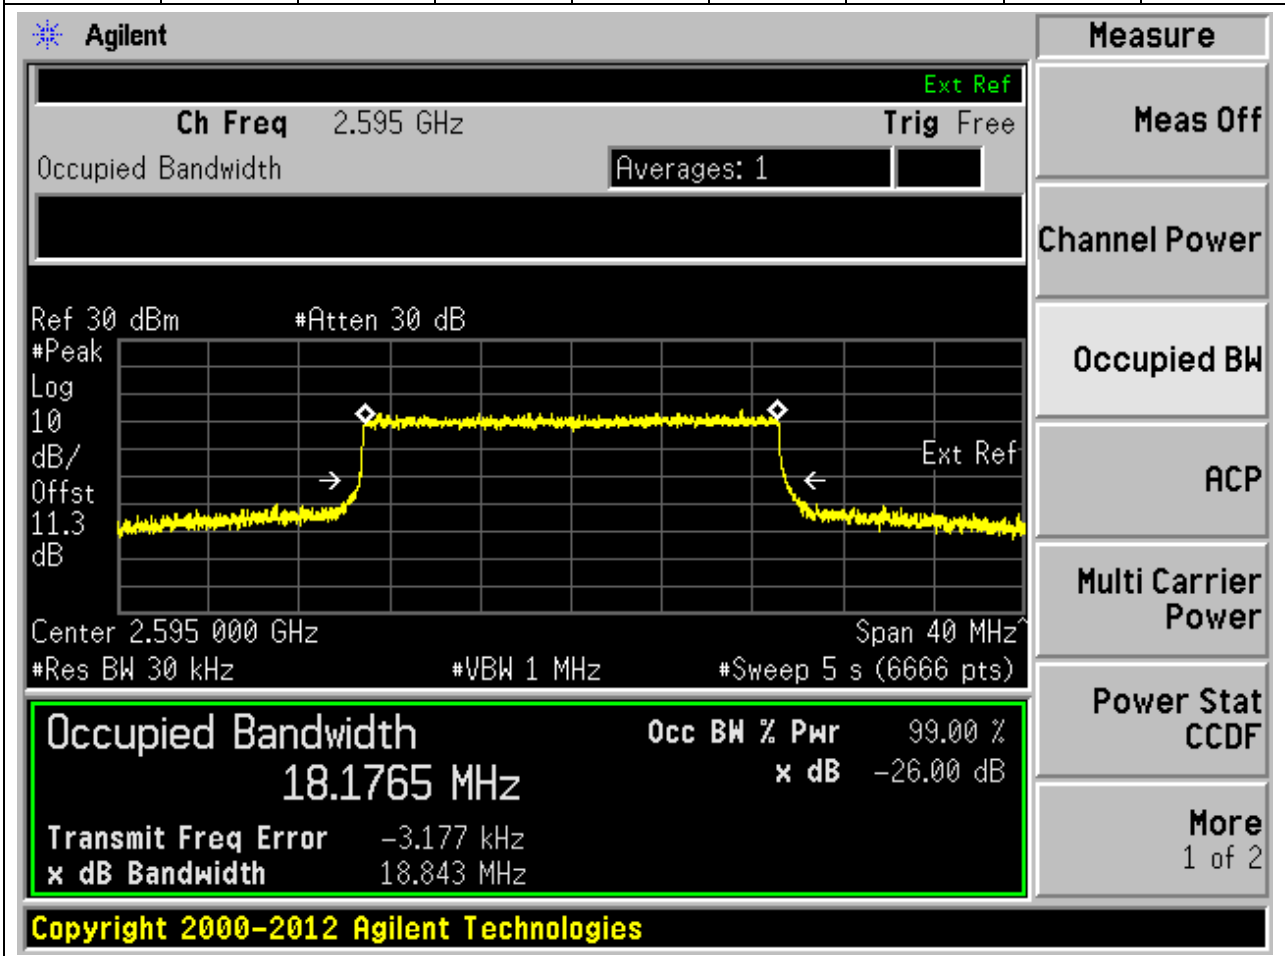 Agilent
Measure
Ext Ref
Ch Freq 2.595 GHz Trig Free
Meas Off
Occupied Bandwidth Averages: 1
Channel Power
Ref 30 dBm #Atten 30 dB
#Peak
Log
10
dB/
Offst
11.3
dB
Ext Ref
Occupied BW
ACP
Center 2.595 000 GHz Span 40 MHz^
#Res BW 30 kHz #VBW 1 MHz #Sweep 5 s (6666 pts)
Multi Carrier
Power
Occupied Bandwidth Occ BW % Pwr 99.00 %
18.1765 MHz x dB -26.00 dB
Power Stat
CCDF
Transmit Freq Error -3.177 kHz
x dB Bandwidth 18.843 MHz
More
1 of 2
Copyright 2000-2012 Agilent Technologies